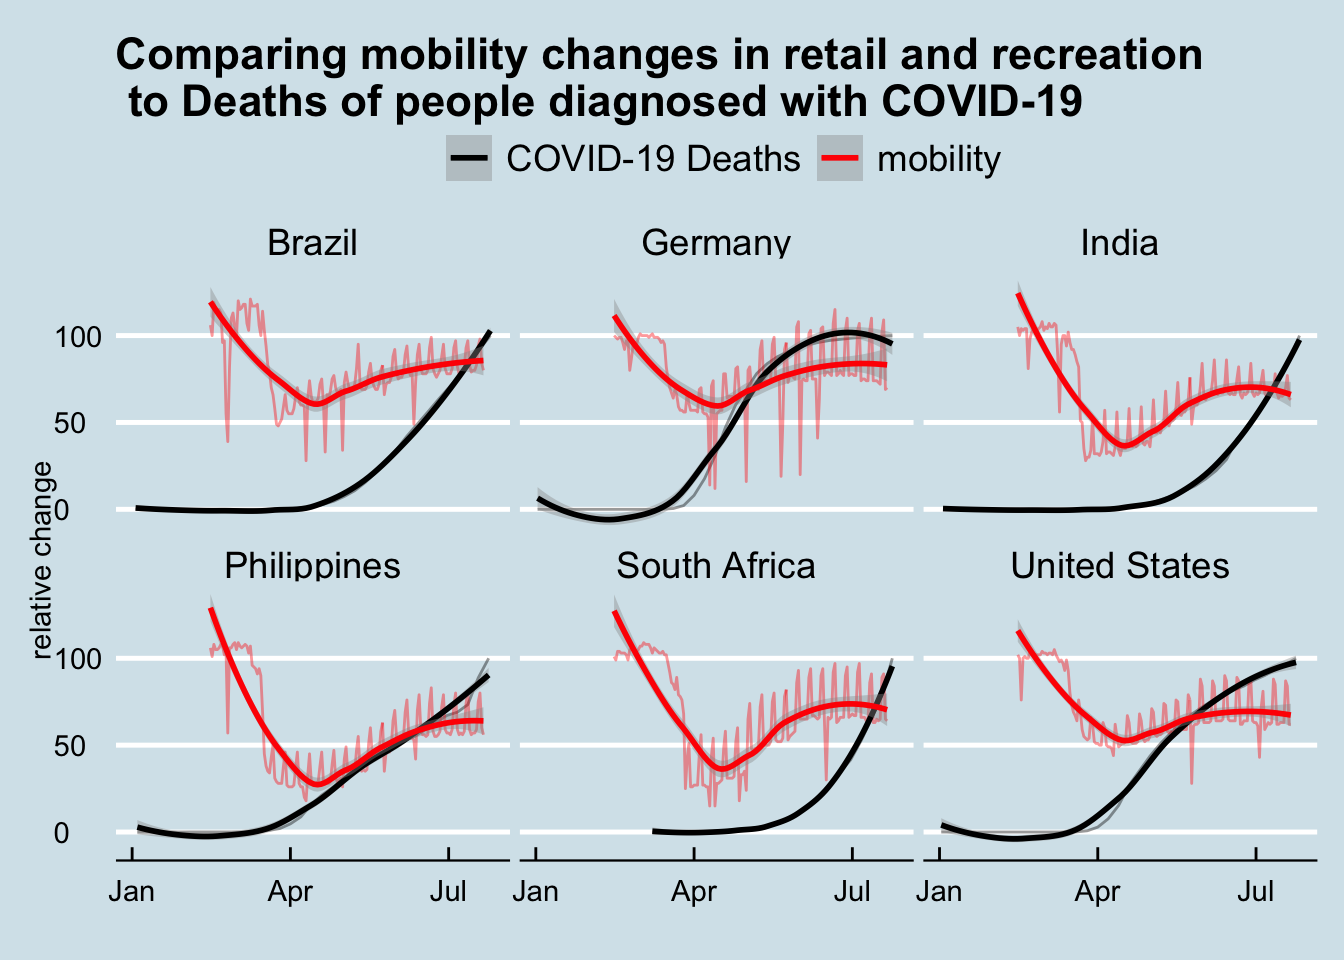 Comparing mobility changes in retail and recreation
to Deaths of people diagnosed with COVID-19
COVID-19 Deaths mobility
Brazil Germany India
100
50
0
relative change
Philippines South Africa United States
100
50
0
Jan Apr Jul Jan Apr Jul Jan Apr Jul